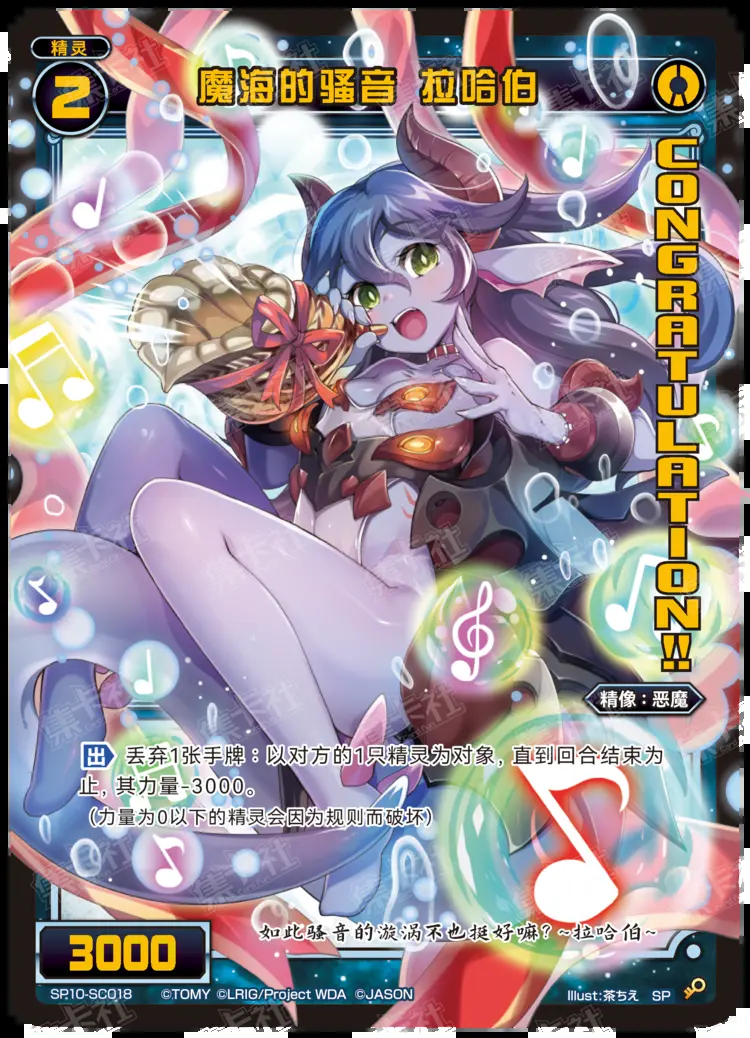 精灵
2
魔海的骚音 拉哈伯
CONGRATULATION!!
精像:恶魔
出 丢弃1张手牌:以对方的1只精灵为对象,直到回合结束为
止,其力量-3000。
(力量为0以下的精灵会因为规则而破坏)
如此骚音的漩涡不也挺好嘛?~拉哈伯~
3000
SP10-SC018 ©TOMY ©LRIG/Project WDA ©JASON Illust:茶ちえ SP
集卡社